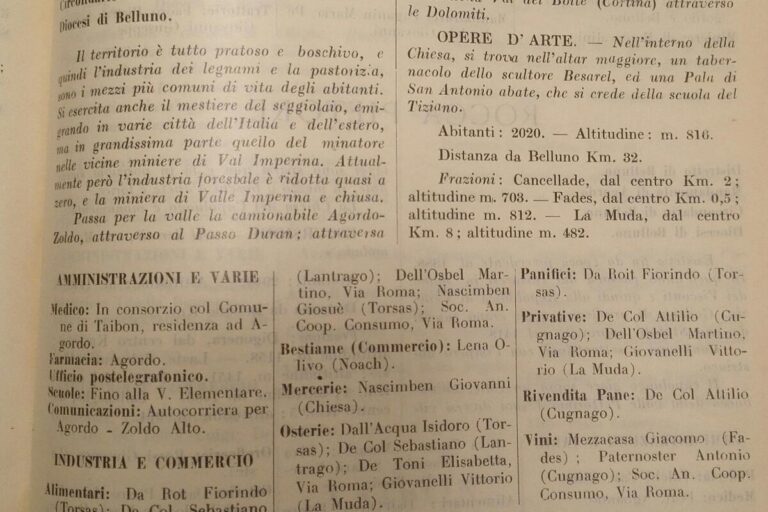 Diocesi di Belluno.
Il territorio è tutto pratoso e boschivo, e
quindi l'industria dei legnami e la pastorizia,
sono i mezzi più comuni di vita degli abitanti.
Si esercita anche il mestiere del seggiolaio, emi-
grando in varie città dell'Italia e dell'estero,
ma in grandissima parte quello del minatore
nelle vicine miniere di Val Imperina. Attual-
mente però l'industria forestale è ridotta quasi a
zero, e la miniera di Valle Imperina è chiusa.
Passa per la valle la camionabile Agordo-
Zoldo, attraverso al Passo Duran; attraversa
(Cortina) attraverso
le Dolomiti.
OPERE D'ARTE. — Nell'interno della
Chiesa, si trova nell'altar maggiore, un taber-
nacolo dello scultore Besarel, ed una Pala di
San Antonio abate, che si crede della scuola del
Tiziano.
Abitanti: 2020. — Altitudine: m. 816.
Distanza da Belluno Km. 32.
Frazioni: Cancellade, dal centro Km. 2;
altitudine m. 703. — Fades, dal centro Km. 0,5;
altitudine m. 812. — La Muda, dal centro
Km. 8; altitudine m. 482.
AMMINISTRAZIONI E VARIE
Medico: In consorzio col Comu-
ne di Taibon, residenza ad A-
gordo.
Farmacia: Agordo.
Ufficio postelegrafonico.
Scuole: Fino alla V. Elementare.
Comunicazioni: Autocorriera per
Agordo - Zoldo Alto.
INDUSTRIA E COMMERCIO
Alimentari: Da Rot Fiorindo
(Torsas); De Col Sebastiano
(Lantrago); Dell'Osbel Mar-
tino, Via Roma; Nascimben
Giosuè (Torsas); Soc. An.
Coop. Consumo, Via Roma.
Bestiame (Commercio): Lena O-
livo (Noach).
Mercerie: Nascimben Giovanni
(Chiesa).
Osterie: Dall'Acqua Isidoro (Tor-
sas); De Col Sebastiano (Lan-
trago); De Toni Elisabetta,
Via Roma; Giovanelli Vittorio
(La Muda).
Panifici: Da Roit Fiorindo (Tor-
sas).
Privative: De Col Attilio (Cu-
gnago); Dell'Osbel Martino,
Via Roma; Giovanelli Vitto-
rio (La Muda).
Rivendita Pane: De Col Attilio
(Cugnago).
Vini: Mezzacasa Giacomo (Fa-
des); Paternoster Antonio
(Cugnago); Soc. An. Coop.
Consumo, Via Roma.